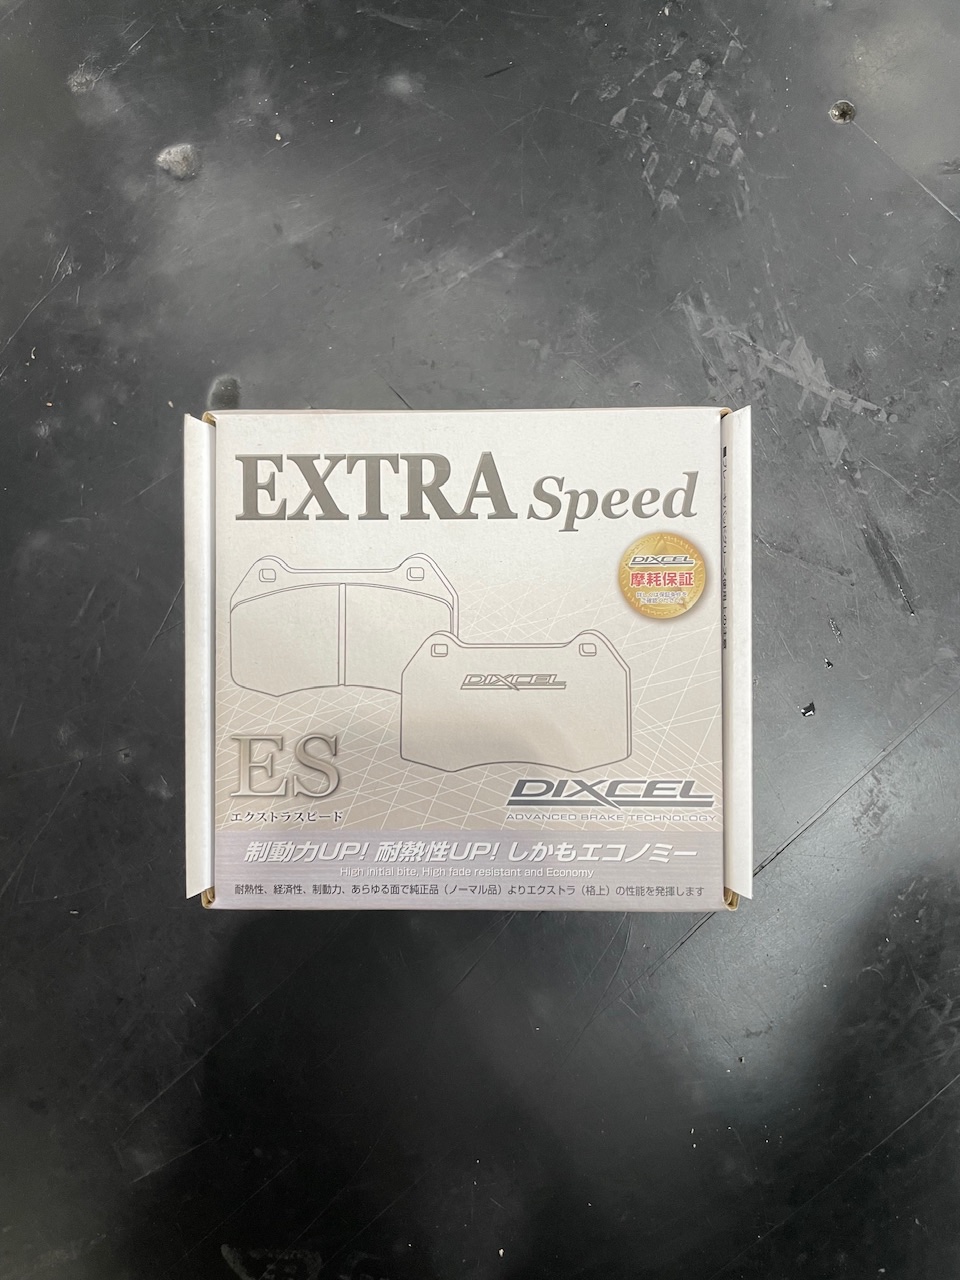 EXTRA Speed
DIXCEL
摩耗保証
DIXCEL
ES
エクストラスピード
DIXCEL
ADVANCED BRAKE TECHNOLOGY
制動力UP! 耐熱性UP! しかもエコノミー
High initial bite, High fade resistant and Economy
耐熱性、経済性、制動力、あらゆる面で純正品（ノーマル品）よりエクストラ（格上）の性能を発揮します